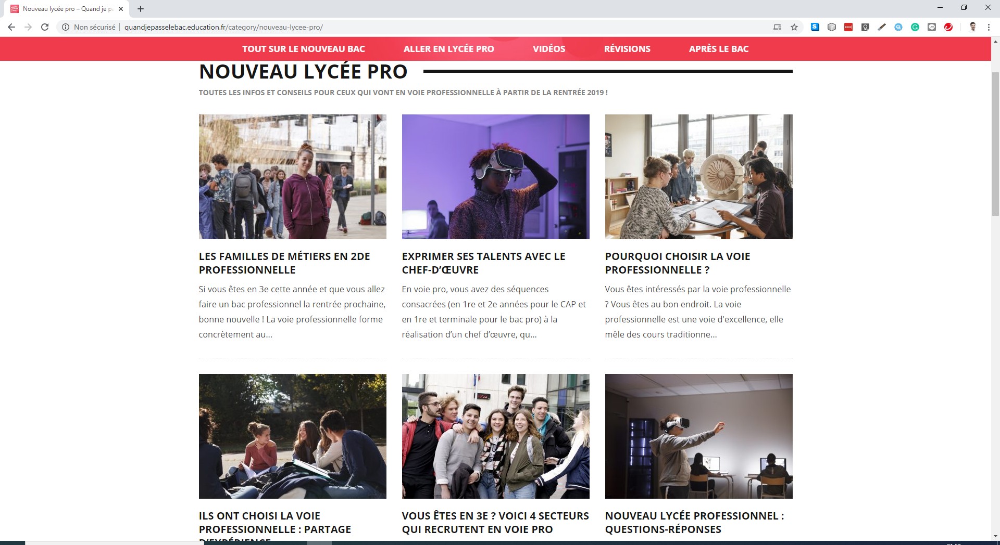 Nouveau lycée pro – Quand je pa
Non sécurisé
quandjepasselebac.education.fr/category/nouveau-lycee-pro/
TOUT SUR LE NOUVEAU BAC
ALLER EN LYCÉE PRO
VIDÉOS
RÉVISIONS
APRÈS LE BAC
NOUVEAU LYCÉE PRO
TOUTES LES INFOS ET CONSEILS POUR CEUX QUI VONT EN VOIE PROFESSIONNELLE À PARTIR DE LA RENTRÉE 2019 !
LES FAMILLES DE MÉTIERS EN 2DE
PROFESSIONNELLE
Si vous êtes en 3e cette année et que vous allez
faire un bac professionnel la rentrée prochaine,
bonne nouvelle ! La voie professionnelle forme
concrètement au...
EXPRIMER SES TALENTS AVEC LE
CHEF-D’ŒUVRE
En voie pro, vous avez des séquences
consacrées (en 1re et 2e années pour le CAP et
en 1re et terminale pour le bac pro) à la
réalisation d’un chef d’œuvre, qu...
POURQUOI CHOISIR LA VOIE
PROFESSIONNELLE ?
Vous êtes intéressés par la voie professionnelle
? Vous êtes au bon endroit. La voie
professionnelle est une voie d'excellence, elle
mêle des cours traditionne...
ILS ONT CHOISI LA VOIE
PROFESSIONNELLE : PARTAGE
D’EXPÉRIENCE
VOUS ÊTES EN 3E ? VOICI 4 SECTEURS
QUI RECRUTENT EN VOIE PRO
NOUVEAU LYCÉE PROFESSIONNEL :
QUESTIONS-RÉPONSES